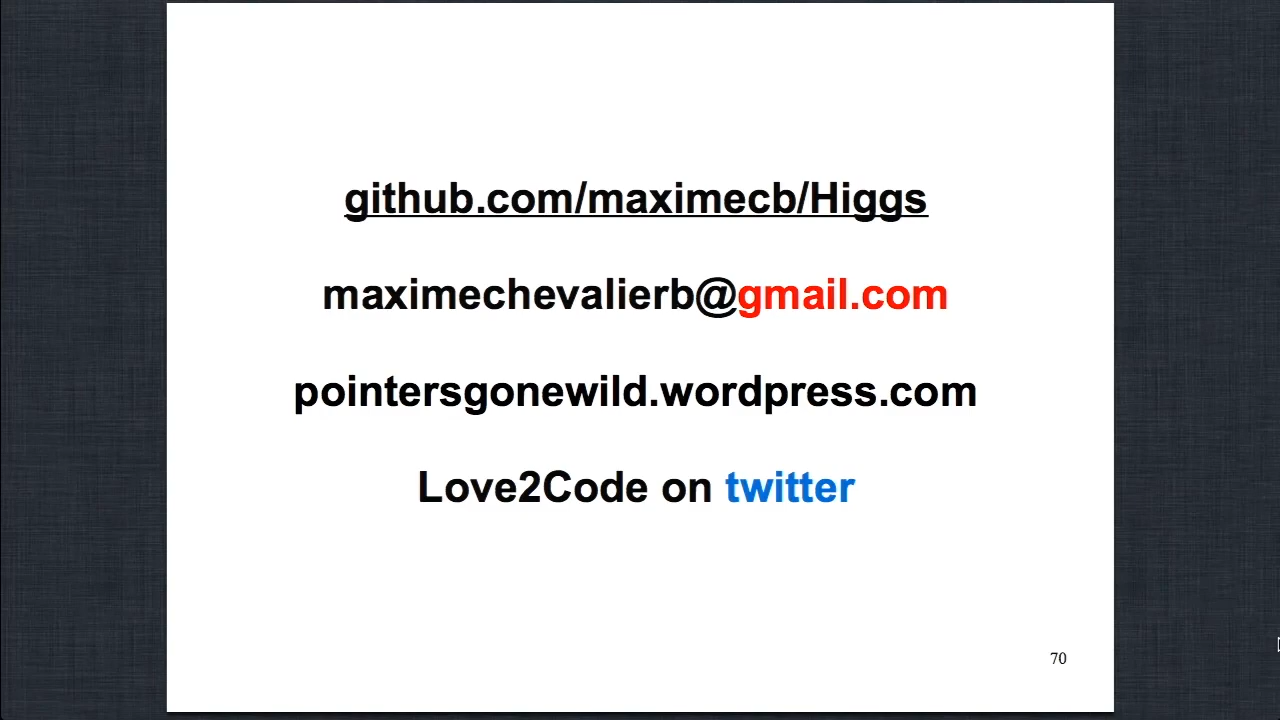 github.com/maximecb/Higgs
maximechevalierb@gmail.com
pointersgonewild.wordpress.com
Love2Code on twitter
70